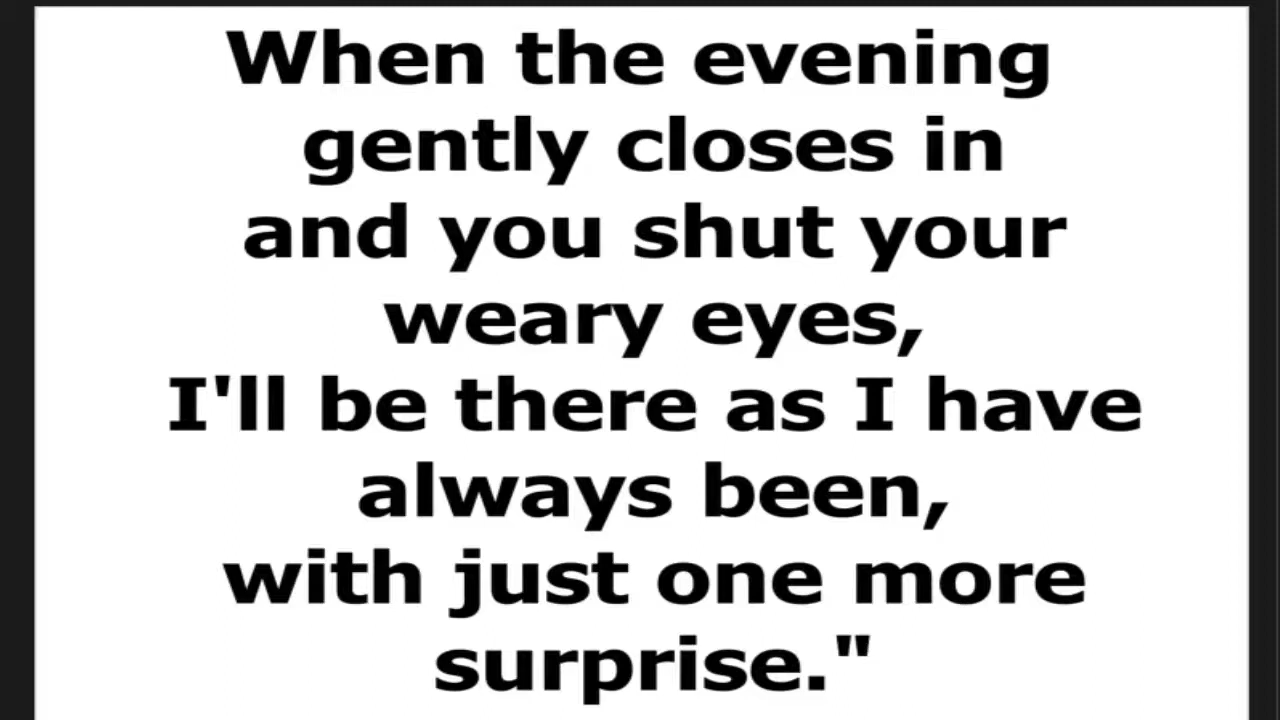 When the evening
gently closes in
and you shut your
weary eyes,
I'll be there as I have
always been,
with just one more
surprise."